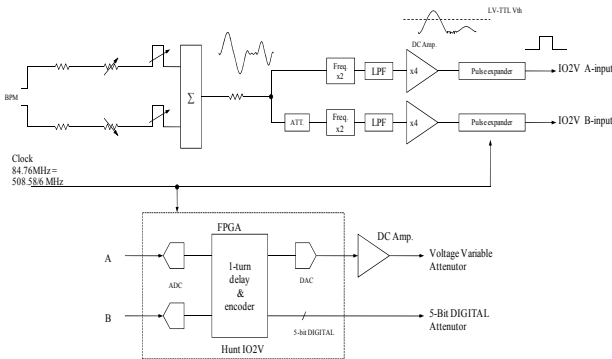 LV-TTL Vth
DC Amp.
BPM
Σ
Freq.
x2
LPF
x4
Pulse expander
IO2V A-input
ATT.
Freq.
x2
LPF
x4
Pulse expander
IO2V B-input
Clock
84.76MHz=
508.58/6 MHz
FPGA
A
ADC
1-turn
delay
&
encoder
DAC
DC Amp.
Voltage Variable
Attenutor
B
5-bit DIGITAL
5-Bit DIGITAL
Attenutor
Hunt IO2V